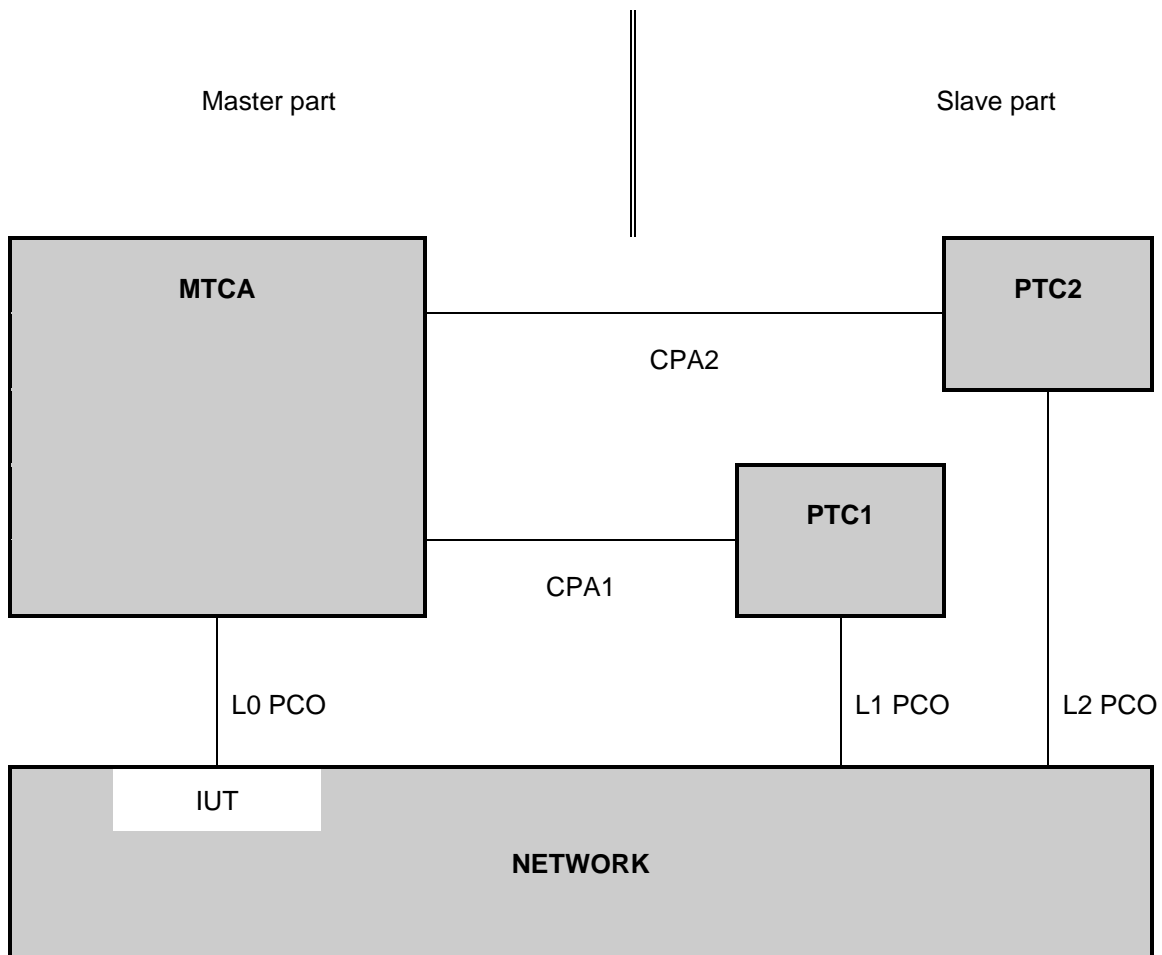 Master part
Slave part
MTCA
PTC2
CPA2
PTC1
CPA1
L0 PCO
L1 PCO
L2 PCO
IUT
NETWORK